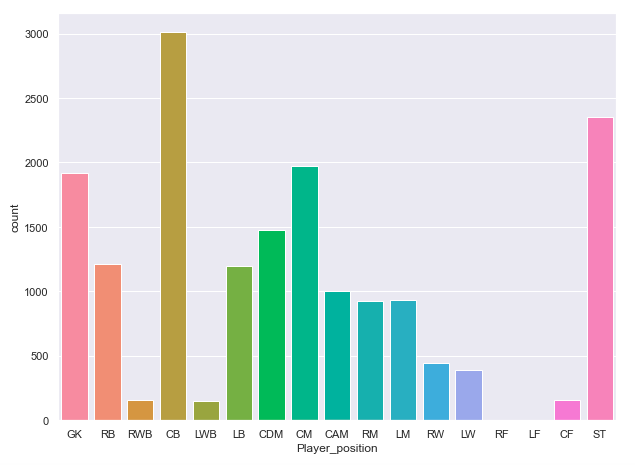 3000
2500
2000
1500
1000
500
0
count
GK RB RWB CB LWB LB CDM CM CAM RM LM RW LW RF LF CF ST
Player_position